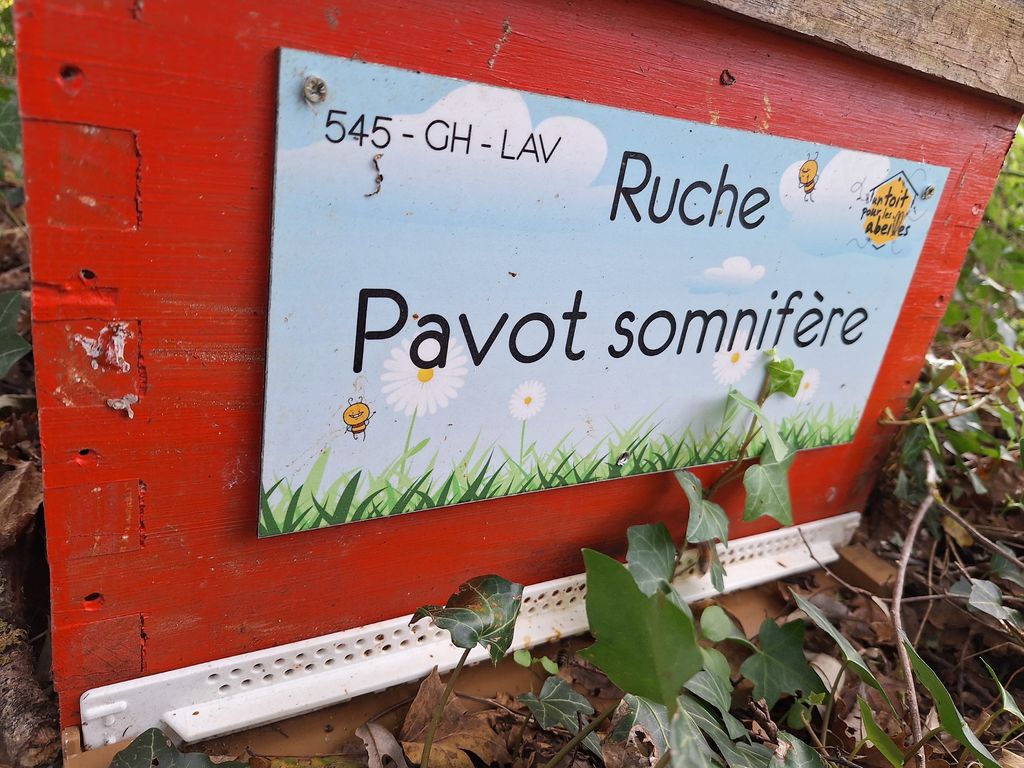 545 - GH - LAV
Ruche
un toit
pour les
abeilles
Pavot somnifère